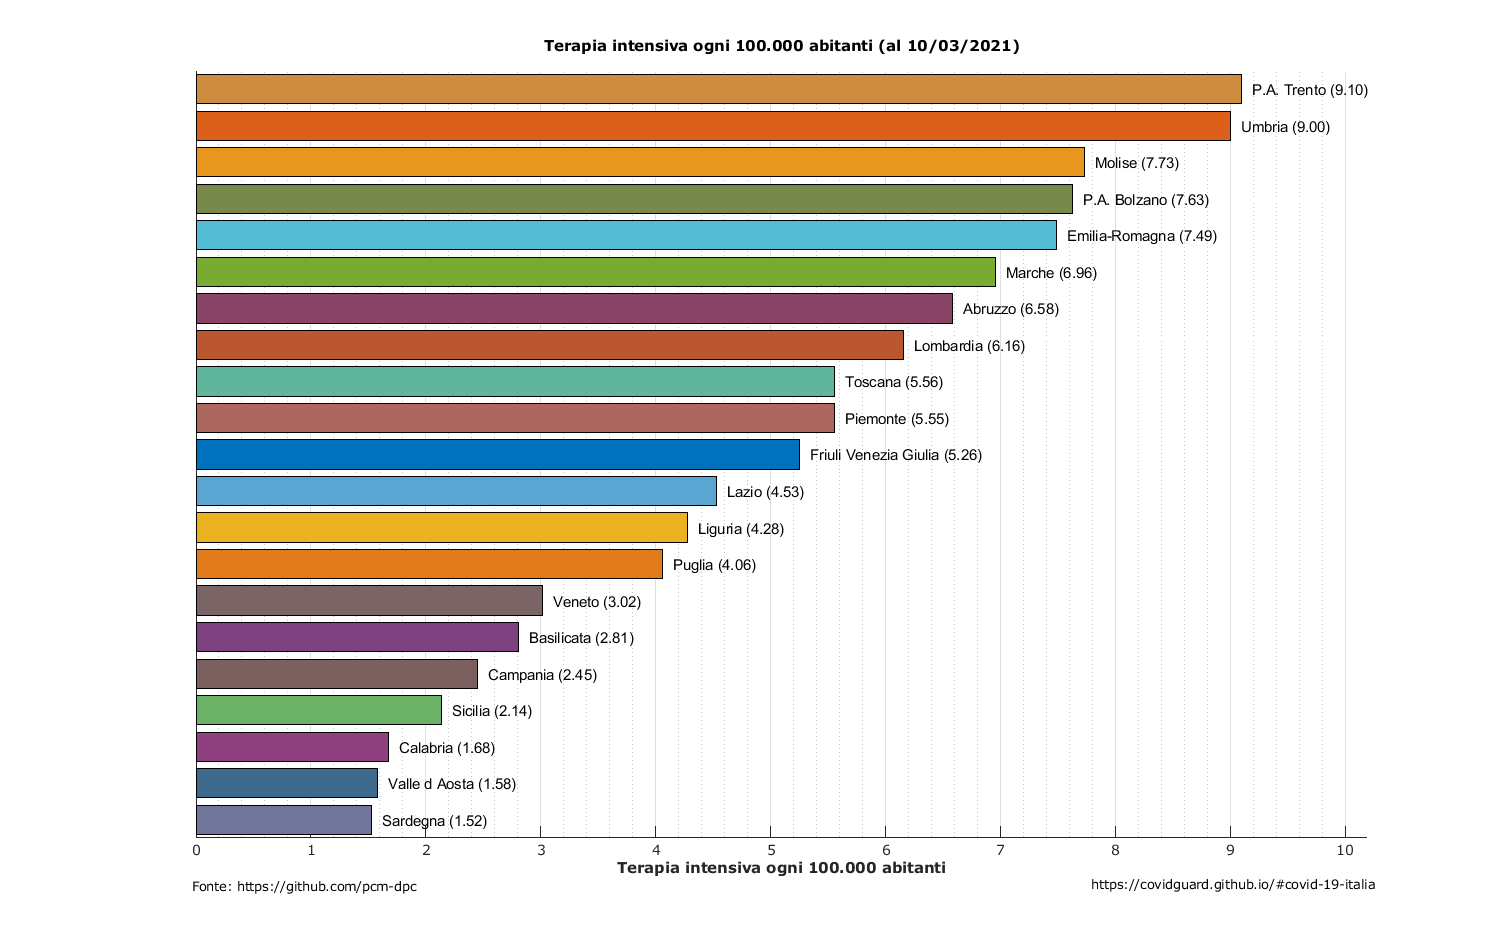 Terapia intensiva ogni 100.000 abitanti (al 10/03/2021)
P.A. Trento (9.10)
Umbria (9.00)
Molise (7.73)
P.A. Bolzano (7.63)
Emilia-Romagna (7.49)
Marche (6.96)
Abruzzo (6.58)
Lombardia (6.16)
Toscana (5.56)
Piemonte (5.55)
Friuli Venezia Giulia (5.26)
Lazio (4.53)
Liguria (4.28)
Puglia (4.06)
Veneto (3.02)
Basilicata (2.81)
Campania (2.45)
Sicilia (2.14)
Calabria (1.68)
Valle d Aosta (1.58)
Sardegna (1.52)
0 1 2 3 4 5 6 7 8 9 10
Terapia intensiva ogni 100.000 abitanti
Fonte: https://github.com/pcm-dpc
https://covidguard.github.io/#covid-19-italia